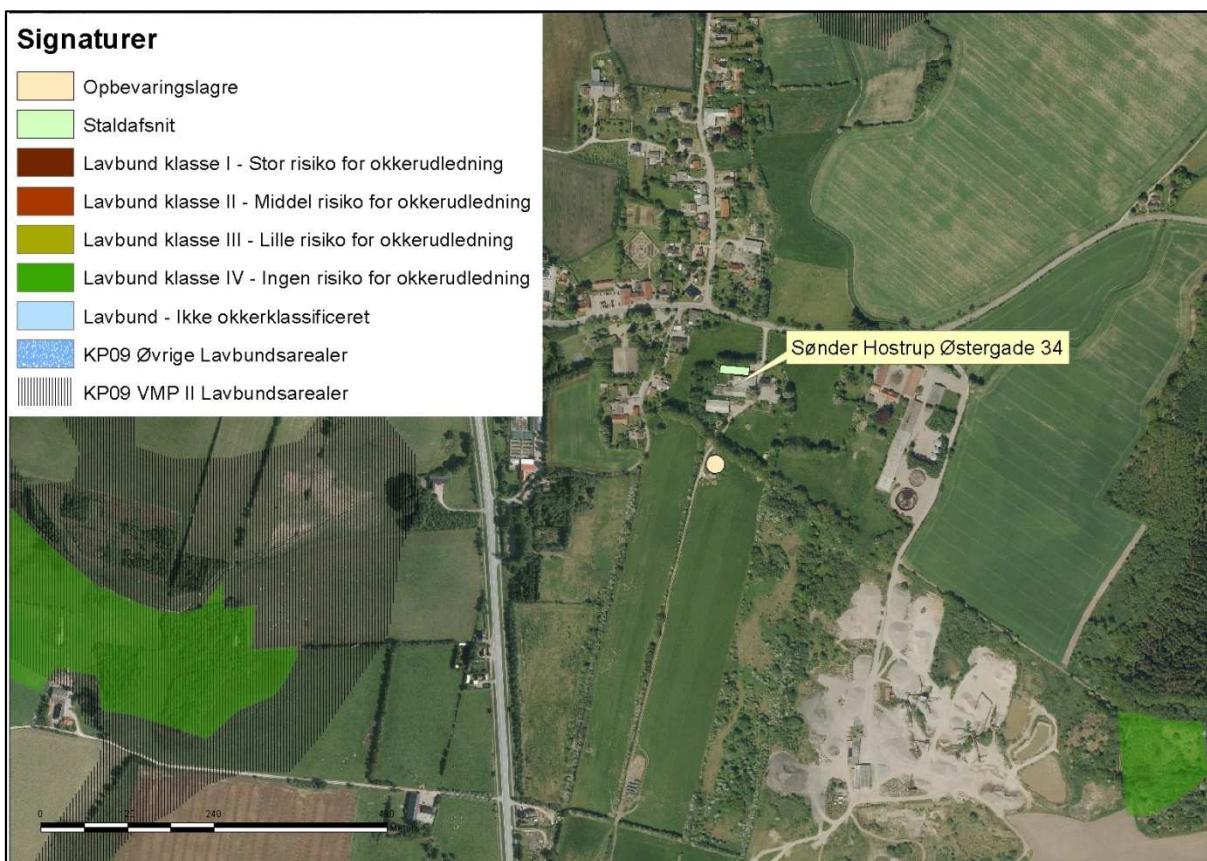 Signaturer
Opbevaringslagre
Staldafsnit
Lavbund klasse I - Stor risiko for okkerudledning
Lavbund klasse II - Middel risiko for okkerudledning
Lavbund klasse III - Lille risiko for okkerudledning
Lavbund klasse IV - Ingen risiko for okkerudledning
Lavbund - Ikke okkerklassificeret
KP09 Øvrige Lavbundsarealer
KP09 VMP II Lavbundsarealer
Sønder Hostrup Østergade 34
0 240